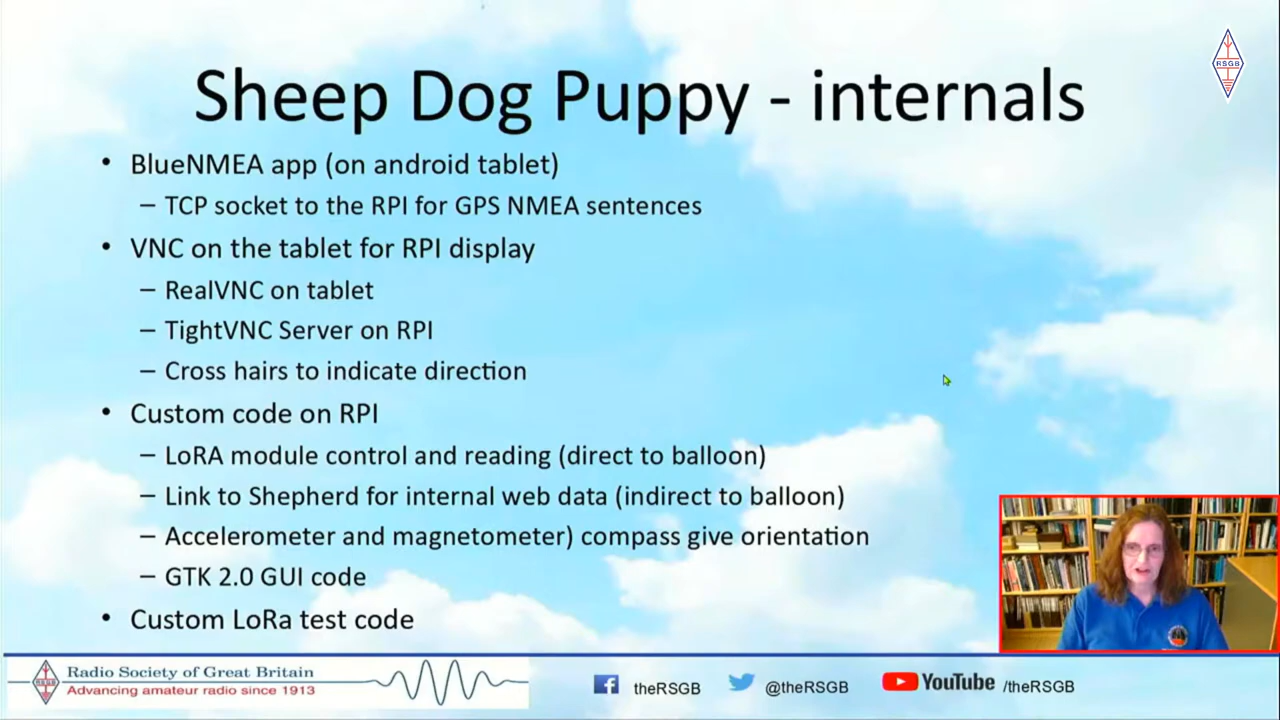 RSGB
Sheep Dog Puppy - internals
• BlueNMEA app (on android tablet)
– TCP socket to the RPI for GPS NMEA sentences
• VNC on the tablet for RPI display
– RealVNC on tablet
– TightVNC Server on RPI
– Cross hairs to indicate direction
• Custom code on RPI
– LoRA module control and reading (direct to balloon)
– Link to Shepherd for internal web data (indirect to balloon)
– Accelerometer and magnetometer) compass give orientation
– GTK 2.0 GUI code
• Custom LoRa test code
RSGB
Radio Society of Great Britain
Advancing amateur radio since 1913
theRSGB
@theRSGB
YouTube /theRSGB